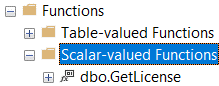 Functions
Table-valued Functions
Scalar-valued Functions
dbo.GetLicense